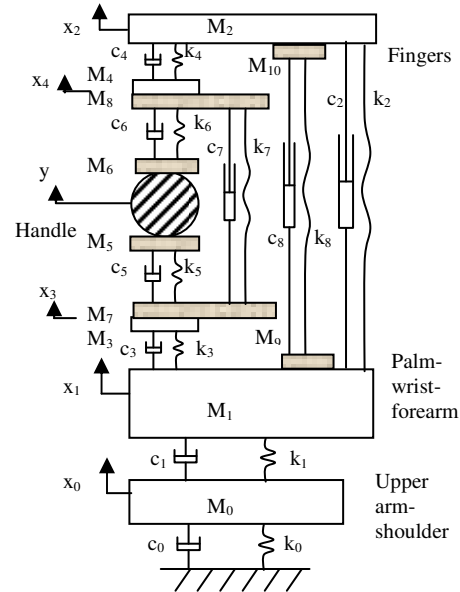 x₂
M₂
c₄
k₄
Fingers
M₁₀
M₄
x₄
M₈
c₂
k₂
c₆
k₆
c₇
k₇
M₆
y
Handle
M₅
c₈
k₈
c₅
k₅
x₃
M₇
M₃
M₉
c₃
k₃
Palm-
wrist-
forearm
x₁
M₁
c₁
k₁
x₀
Upper
arm-
shoulder
M₀
c₀
k₀